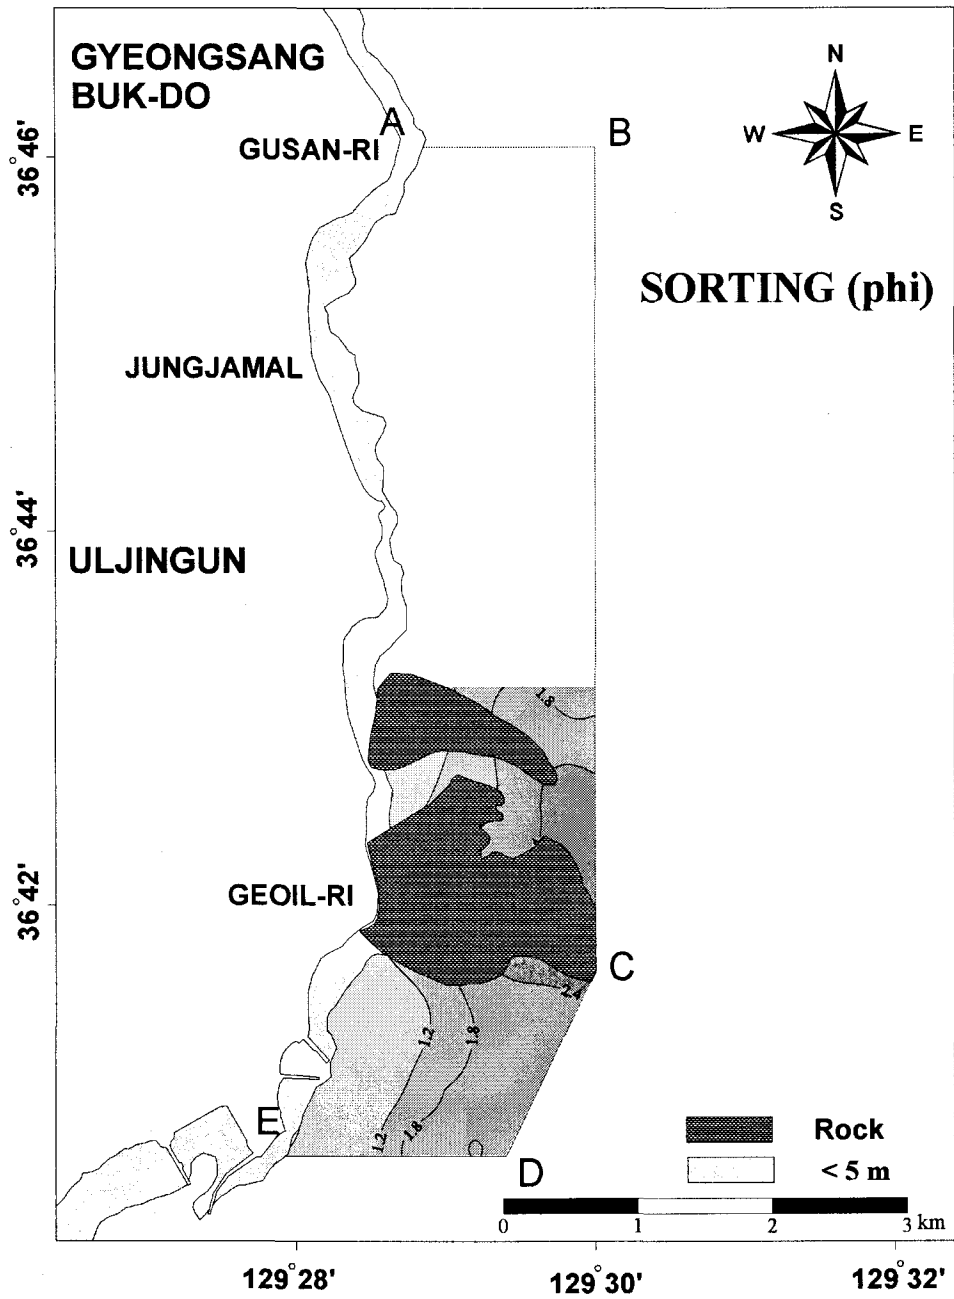 GYEONGSANG
BUK-DO
N
A
B
W
E
36°46'
GUSAN-RI
S
SORTING (phi)
JUNGJAMAL
36°44'
ULJINGUN
1.8
36°42'
GEOIL-RI
C
2.4
1.2
1.8
E
1.2
1.8
Rock
< 5 m
D
0
1
2
3 km
129°28'
129°30'
129°32'